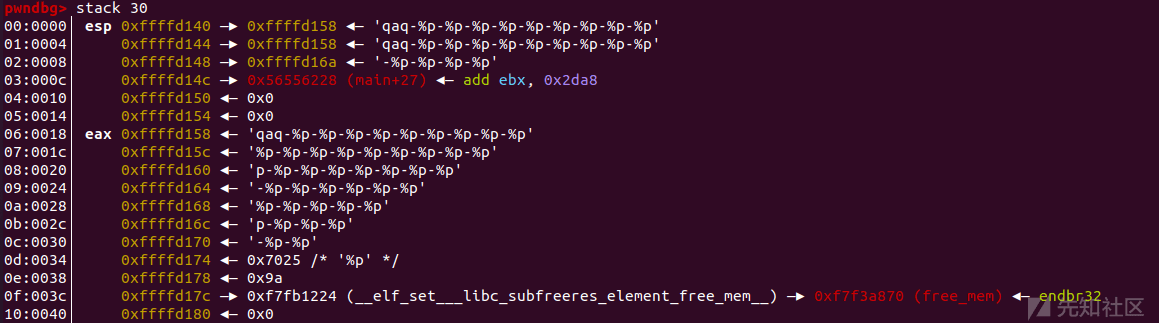 pwndbg> stack 30
00:0000│ esp 0xffffd140 —▸ 0xffffd158 ◂— 'qaq-%p-%p-%p-%p-%p-%p-%p-%p-%p'
01:0004│     0xffffd144 —▸ 0xffffd158 ◂— 'qaq-%p-%p-%p-%p-%p-%p-%p-%p-%p'
02:0008│     0xffffd148 —▸ 0xffffd16a ◂— '-%p-%p-%p-%p'
03:000c│     0xffffd14c —▸ 0x56556228 (main+27) ◂— add ebx, 0x2da8
04:0010│     0xffffd150 ◂— 0x0
05:0014│     0xffffd154 ◂— 0x0
06:0018│ eax 0xffffd158 ◂— 'qaq-%p-%p-%p-%p-%p-%p-%p-%p-%p'
07:001c│     0xffffd15c ◂— '%p-%p-%p-%p-%p-%p-%p-%p-%p'
08:0020│     0xffffd160 ◂— 'p-%p-%p-%p-%p-%p-%p-%p'
09:0024│     0xffffd164 ◂— '-%p-%p-%p-%p-%p-%p'
0a:0028│     0xffffd168 ◂— '%p-%p-%p-%p-%p'
0b:002c│     0xffffd16c ◂— 'p-%p-%p-%p'
0c:0030│     0xffffd170 ◂— '-%p-%p'
0d:0034│     0xffffd174 ◂— 0x7025 /* '%p' */
0e:0038│     0xffffd178 ◂— 0x9a
0f:003c│     0xffffd17c —▸ 0xf7fb1224 (__elf_set___libc_subfreeres_element_free_mem__) —▸ 0xf7f3a870 (free_mem) ◂— endbr32
10:0040│     0xffffd180 ◂— 0x0
先知社区